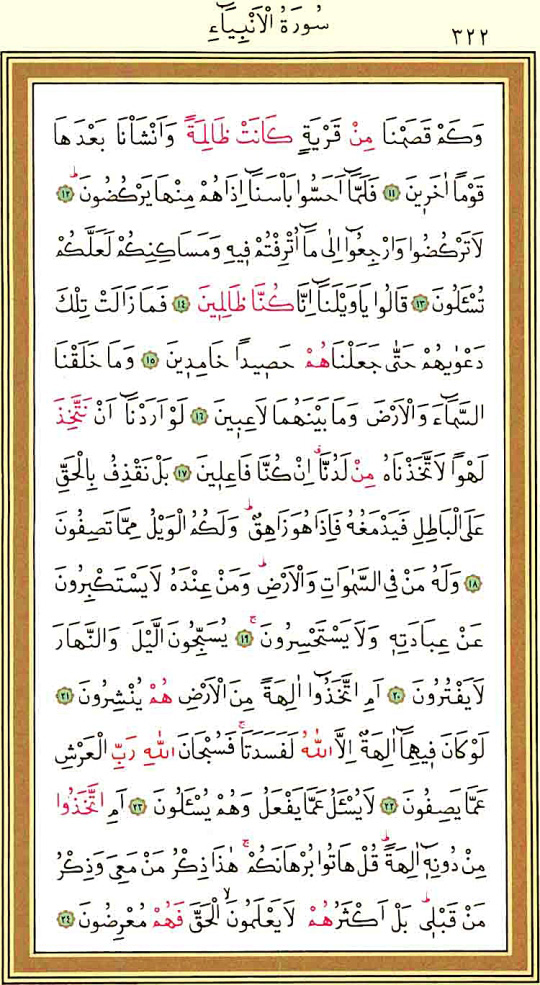 سُورَةُ الْاَنْبِيَٓاءِ
٣٢٢
وَكَمْ قَصَمْنَا مِنْ قَرْيَةٍ كَانَتْ ظَالِمَةً وَاَنْشَأْنَا بَعْدَهَا
قَوْمًا اٰخَر۪ينَ ١١ فَلَمَّٓا اَحَسُّوا بَأْسَنَٓا اِذَا هُمْ مِنْهَا يَرْكُضُونَۜ ١٢
لَا تَرْكُضُوا وَارْجِعُٓوا اِلٰى مَٓا اُتْرِفْتُمْ ف۪يهِ وَمَسَاكِنِكُمْ لَعَلَّكُمْ
تُسْـَٔلُونَ ١٣ قَالُوا يَا وَيْلَنَٓا اِنَّا كُنَّا ظَالِم۪ينَ ١٤ فَمَا زَالَتْ تِلْكَ
دَعْوٰيهُمْ حَتّٰى جَعَلْنَاهُمْ حَص۪يدًا خَامِد۪ينَ ١٥ وَمَا خَلَقْنَا
السَّمَٓاءَ وَالْاَرْضَ وَمَا بَيْنَهُمَا لَاعِب۪ينَ ١٦ لَوْ اَرَدْنَٓا اَنْ نَتَّخِذَ
لَهْوًا لَاتَّخَذْنَاهُ مِنْ لَدُنَّاۗ اِنْ كُنَّا فَاعِل۪ينَ ١٧ بَلْ نَقْذِفُ بِالْحَقِّ
عَلَى الْبَاطِلِ فَيَدْمَغُهُ فَاِذَا هُوَ زَاهِقٌۜ وَلَكُمُ الْوَيْلُ مِمَّا تَصِفُونَ
١٨ وَلَهُ مَنْ فِي السَّمٰوَاتِ وَالْاَرْضِۜ وَمَنْ عِنْدَهُ لَا يَسْتَكْبِرُونَ
عَنْ عِبَادَتِه۪ وَلَا يَسْتَحْسِرُونَۚ ١٩ يُسَبِّحُونَ الَّيْلَ وَالنَّهَارَ
لَا يَفْتُرُونَ ٢٠ اَمِ اتَّخَذُٓوا اٰلِهَةً مِنَ الْاَرْضِ هُمْ يُنْشِرُونَ ٢١
لَوْ كَانَ ف۪يهِمَٓا اٰلِهَةٌ اِلَّا اللّٰهُ لَفَسَدَتَاۚ فَسُبْحَانَ اللّٰهِ رَبِّ الْعَرْشِ
عَمَّا يَصِفُونَ ٢٢ لَا يُسْـَٔلُ عَمَّا يَفْعَلُ وَهُمْ يُسْـَٔلُونَ ٢٣ اَمِ اتَّخَذُوا
مِنْ دُونِه۪ٓ اٰلِهَةًۜ قُلْ هَاتُوا بُرْهَانَكُمْۚ هٰذَا ذِكْرُ مَنْ مَعِيَ وَذِكْرُ
مَنْ قَبْل۪يۜ بَلْ اَكْثَرُهُمْ لَا يَعْلَمُونَۙ الْحَقَّ فَهُمْ مُعْرِضُونَ ٢٤